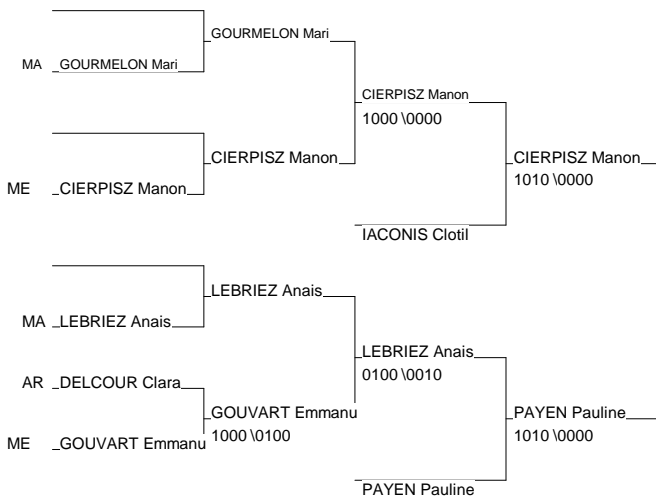 GOURMELON Mari
MA GOURMELON Mari
CIERPISZ Manon
1000 \0000
CIERPISZ Manon
CIERPISZ Manon
1010 \0000
ME CIERPISZ Manon
IACONIS Clotil
LEBRIEZ Anais
MA LEBRIEZ Anais
LEBRIEZ Anais
0100 \0010
AR DELCOUR Clara
GOUVART Emmanu
1000 \0100
PAYEN Pauline
1010 \0000
ME GOUVART Emmanu
PAYEN Pauline